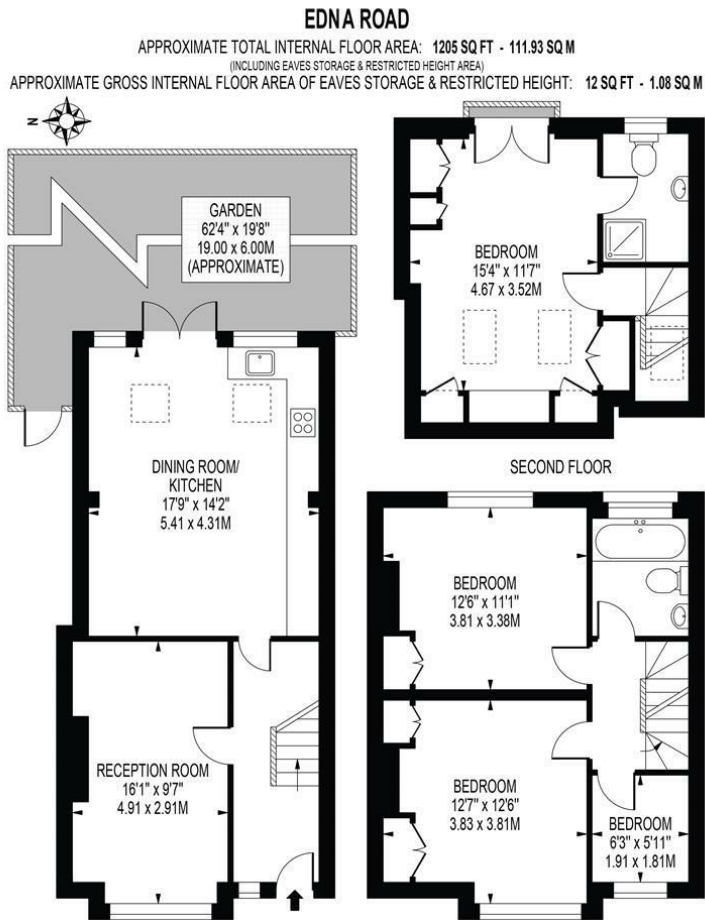 EDNA ROAD
APPROXIMATE TOTAL INTERNAL FLOOR AREA: 1205 SQ FT - 111.93 SQ M
(INCLUDING EAVES STORAGE & RESTRICTED HEIGHT AREA)
APPROXIMATE GROSS INTERNAL FLOOR AREA OF EAVES STORAGE & RESTRICTED HEIGHT: 12 SQ FT - 1.08 SQ M
N
GARDEN
62'4" x 19'8"
19.00 x 6.00M
(APPROXIMATE)
DINING ROOM/
KITCHEN
17'9" x 14'2"
5.41 x 4.31M
RECEPTION ROOM
16'1" x 9'7"
4.91 x 2.91M
BEDROOM
15'4" x 11'7"
4.67 x 3.52M
SECOND FLOOR
BEDROOM
12'6" x 11'1"
3.81 x 3.38M
BEDROOM
12'7" x 12'6"
3.83 x 3.81M
BEDROOM
6'3" x 5'11"
1.91 x 1.81M